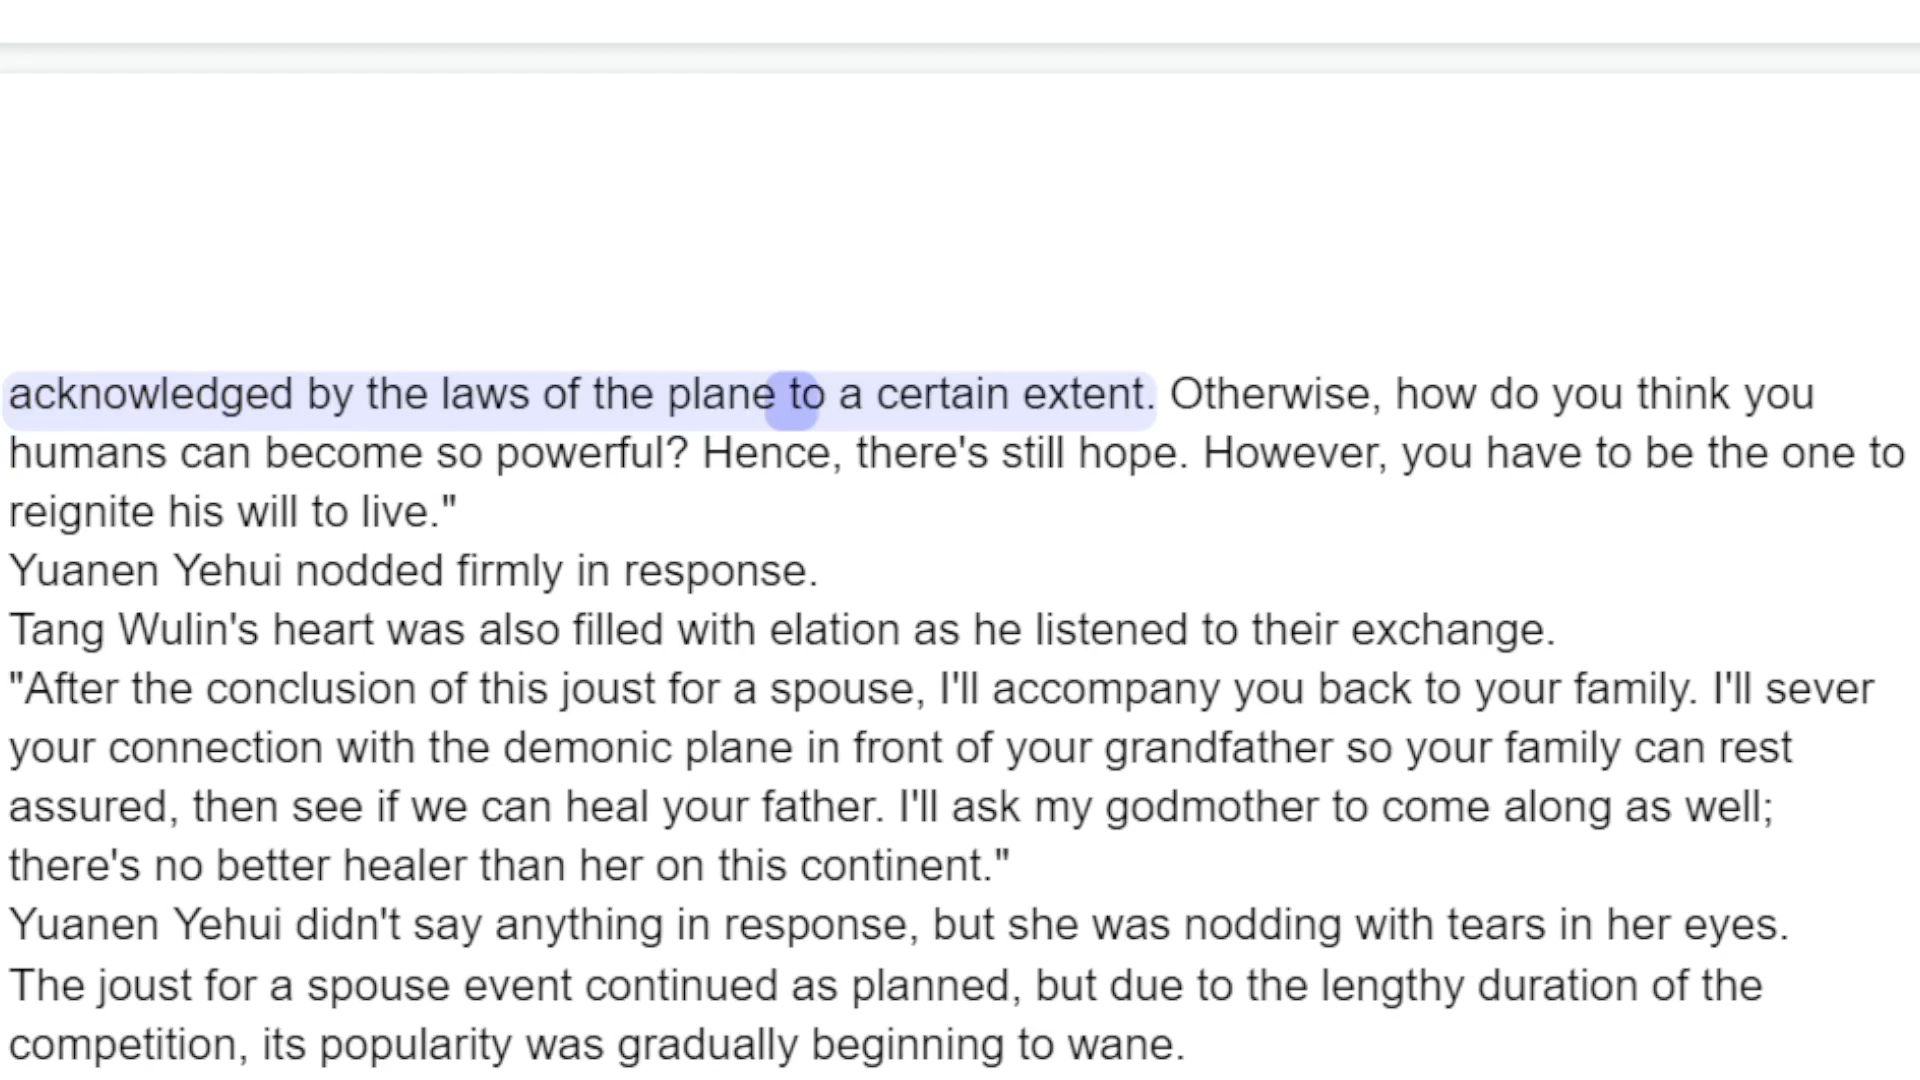 acknowledged by the laws of the plane to a certain extent. Otherwise, how do you think you
humans can become so powerful? Hence, there's still hope. However, you have to be the one to
reignite his will to live."
Yuanen Yehui nodded firmly in response.
Tang Wulin's heart was also filled with elation as he listened to their exchange.
"After the conclusion of this joust for a spouse, I'll accompany you back to your family. I'll sever
your connection with the demonic plane in front of your grandfather so your family can rest
assured, then see if we can heal your father. I'll ask my godmother to come along as well;
there's no better healer than her on this continent."
Yuanen Yehui didn't say anything in response, but she was nodding with tears in her eyes.
The joust for a spouse event continued as planned, but due to the lengthy duration of the
competition, its popularity was gradually beginning to wane.